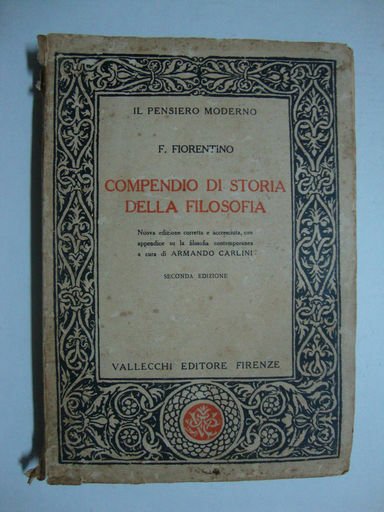 IL PENSIERO MODERNO
F. FIORENTINO
COMPENDIO DI STORIA
DELLA FILOSOFIA
Nuova edizione corretta e accresciuta, con
appendice su la filosofia contemporanea
a cura di ARMANDO CARLINI
SECONDA EDIZIONE
VALLECCHI EDITORE FIRENZE